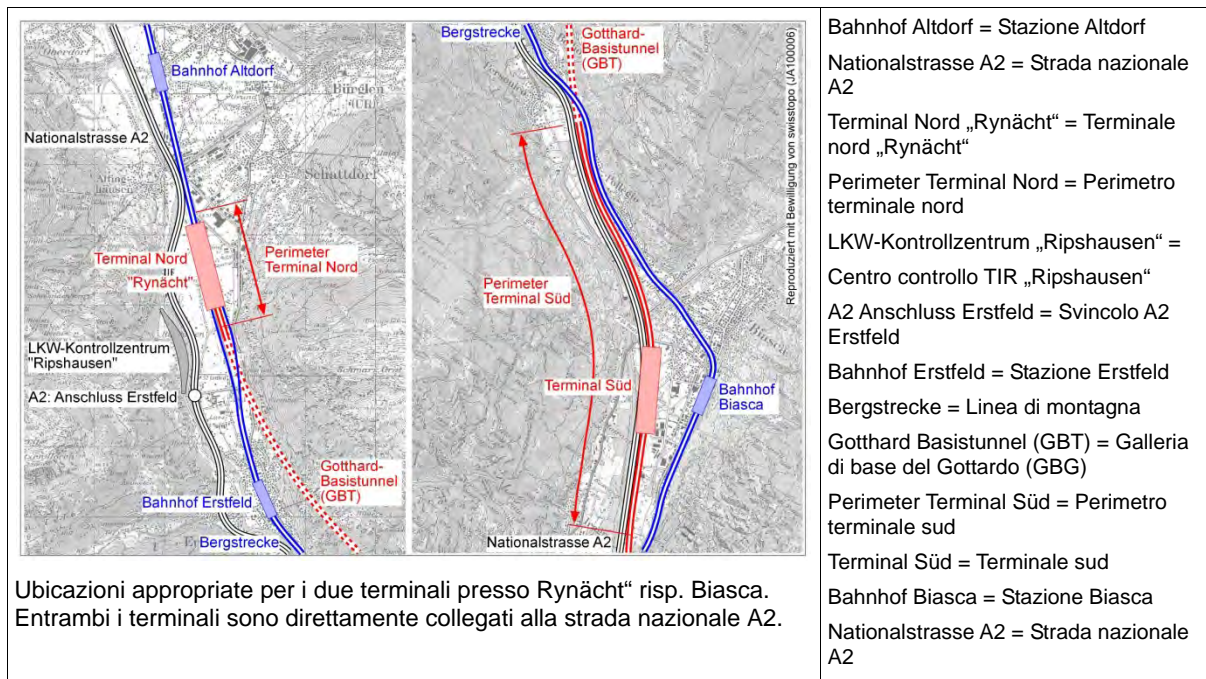 Bahnhof Altdorf
Bürglen
(UR)
Nationalstrasse A2
Atting-
hausen
Schattdorf
Terminal Nord
"Rynächt"
Perimeter
Terminal Nord
LKW-Kontrollzentrum
"Ripshausen"
A2: Anschluss Erstfeld
Gotthard-
Basistunnel
(GBT)
Bahnhof Erstfeld
Bergstrecke
Bergstrecke
Gotthard-
Basistunnel
(GBT)
Perimeter
Terminal Süd
Terminal Süd
Bahnhof
Biasca
Biasca
Nationalstrasse A2
Reproduziert mit Bewilligung von swisstopo (JA100006)
Ubicazioni appropriate per i due terminali presso Rynächt“ risp. Biasca.
Entrambi i terminali sono direttamente collegati alla strada nazionale A2.
Bahnhof Altdorf = Stazione Altdorf
Nationalstrasse A2 = Strada nazionale
A2
Terminal Nord „Rynächt“ = Terminale
nord „Rynächt“
Perimeter Terminal Nord = Perimetro
terminale nord
LKW-Kontrollzentrum „Ripshausen“ =
Centro controllo TIR „Ripshausen“
A2 Anschluss Erstfeld = Svincolo A2
Erstfeld
Bahnhof Erstfeld = Stazione Erstfeld
Bergstrecke = Linea di montagna
Gotthard Basistunnel (GBT) = Galleria
di base del Gottardo (GBG)
Perimeter Terminal Süd = Perimetro
terminale sud
Terminal Süd = Terminale sud
Bahnhof Biasca = Stazione Biasca
Nationalstrasse A2 = Strada nazionale
A2